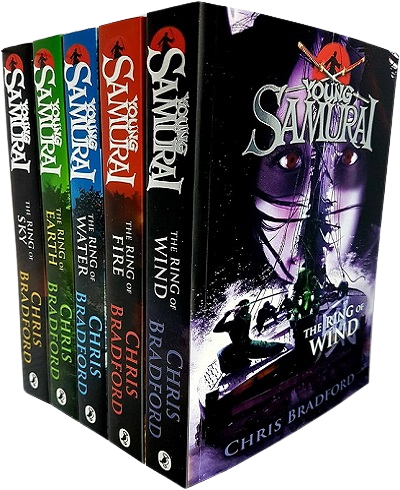 YOUNG
SAMURAI
THE RING OF
SKY
CHRIS
BRADFORD
YOUNG
SAMURAI
THE RING OF
EARTH
CHRIS
BRADFORD
YOUNG
SAMURAI
THE RING OF
WATER
CHRIS
BRADFORD
YOUNG
SAMURAI
THE RING OF
FIRE
CHRIS
BRADFORD
YOUNG
SAMURAI
THE RING OF
WIND
CHRIS
BRADFORD
YOUNG
SAMURAI
THE RING OF
WIND
CHRIS BRADFORD